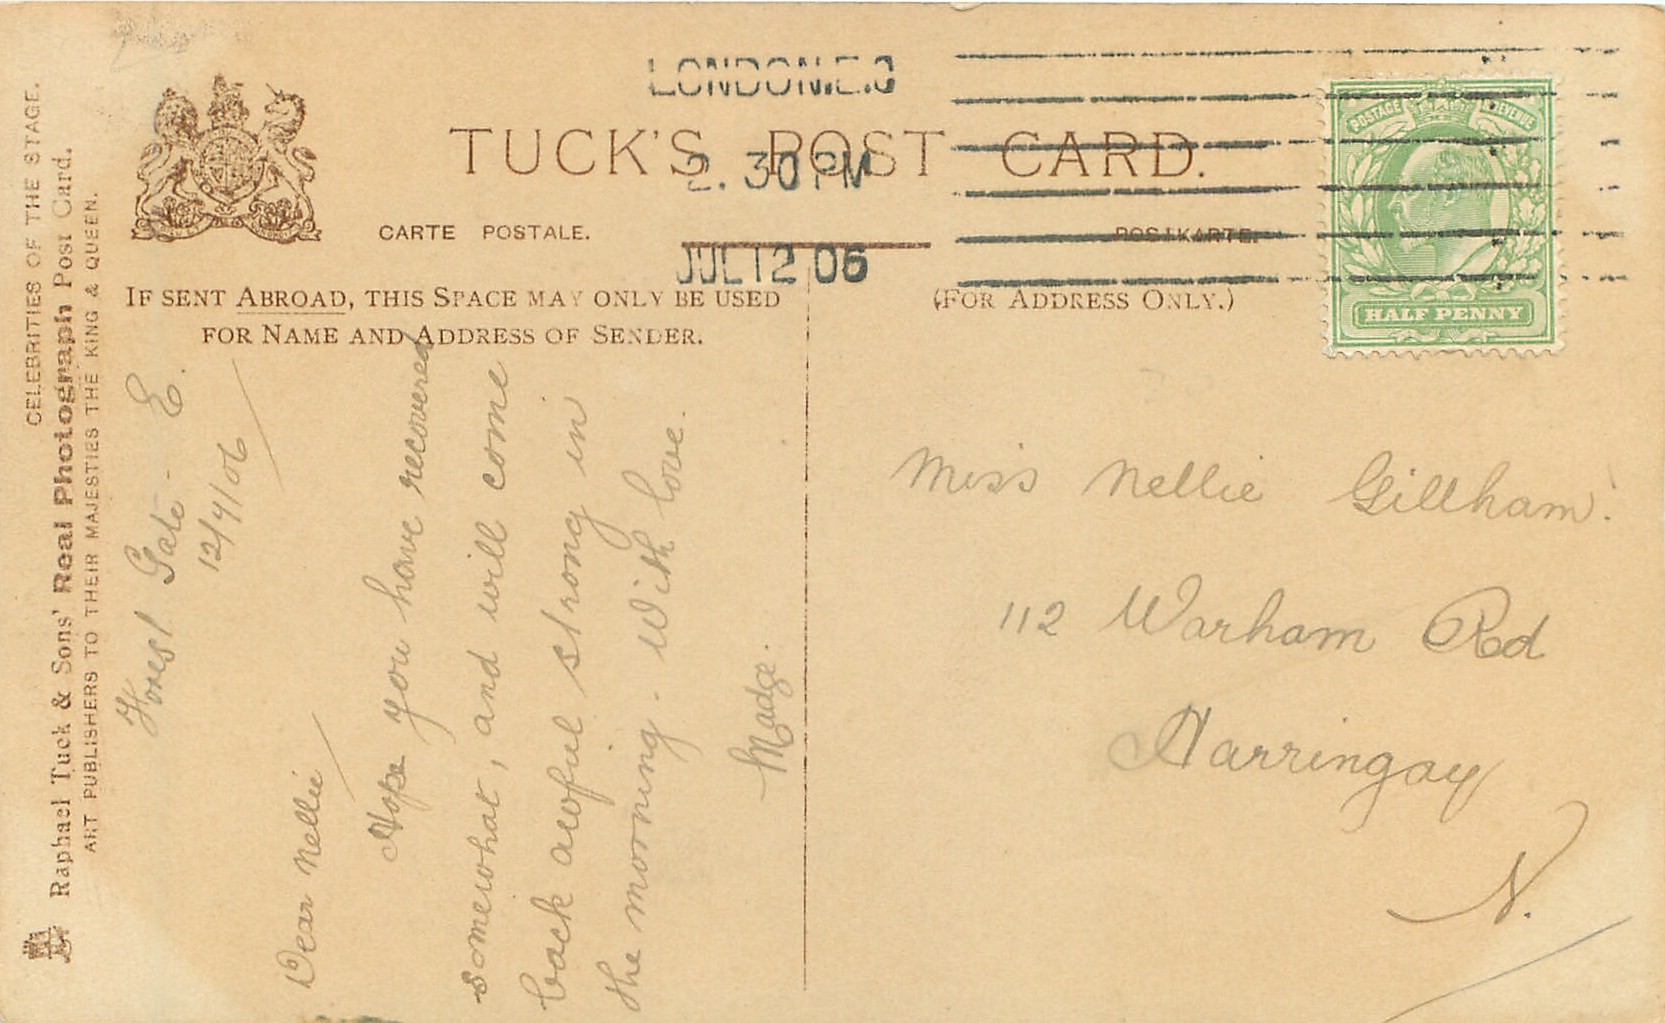 CELEBRITIES OF THE STAGE.
Raphael Tuck & Sons' Real Photograph Post Card.
ART PUBLISHERS TO THEIR MAJESTIES THE KING & QUEEN.
TUCK'S POST CARD.
CARTE POSTALE.
POSTKARTE.
IF SENT ABROAD, THIS SPACE MAY ONLY BE USED
FOR NAME AND ADDRESS OF SENDER.
(FOR ADDRESS ONLY.)
LONDON.E.C
2.30PM
JUL 12 06
POSTAGE & REVENUE
HALF PENNY
Forest Gate - E.
12/7/06
Dear Nellie
Hope you have recovered
somewhat, and will come
back awful strong in
the morning - With love.
Madge.
Miss Nellie Gillham.
112 Warham Rd
Harringay
N.